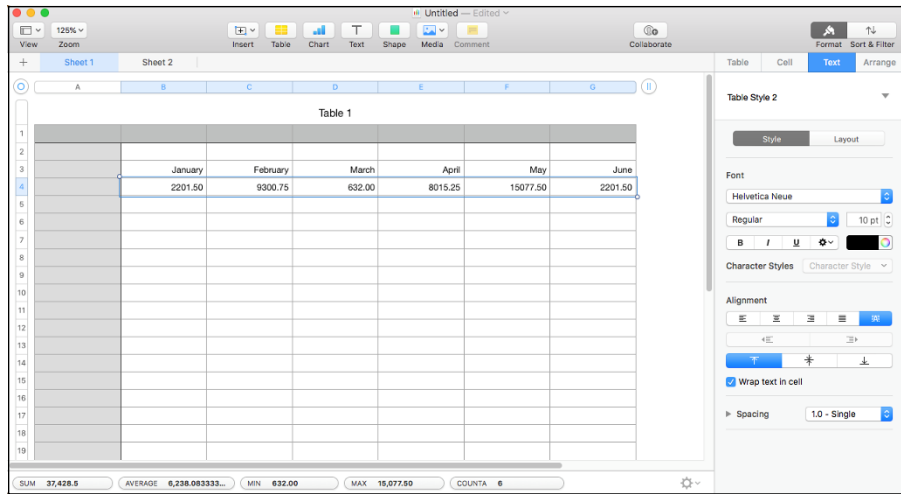 Untitled — Edited
125%
View Zoom Insert Table Chart Text Shape Media Comment Collaborate Format Sort & Filter
+ Sheet 1 Sheet 2 Table Cell Text Arrange
A B C D E F G
Table 1
Table Style 2
Style Layout
Font
Helvetica Neue
Regular 10 pt
B I U
Character Styles Character Style
Alignment
Wrap text in cell
Spacing 1.0 - Single
1
2
3 January February March April May June
4 2201.50 9300.75 632.00 8015.25 15077.50 2201.50
5
6
7
8
9
10
11
12
13
14
15
16
17
18
19
SUM 37,428.5 AVERAGE 6,238.083333... MIN 632.00 MAX 15,077.50 COUNTA 6